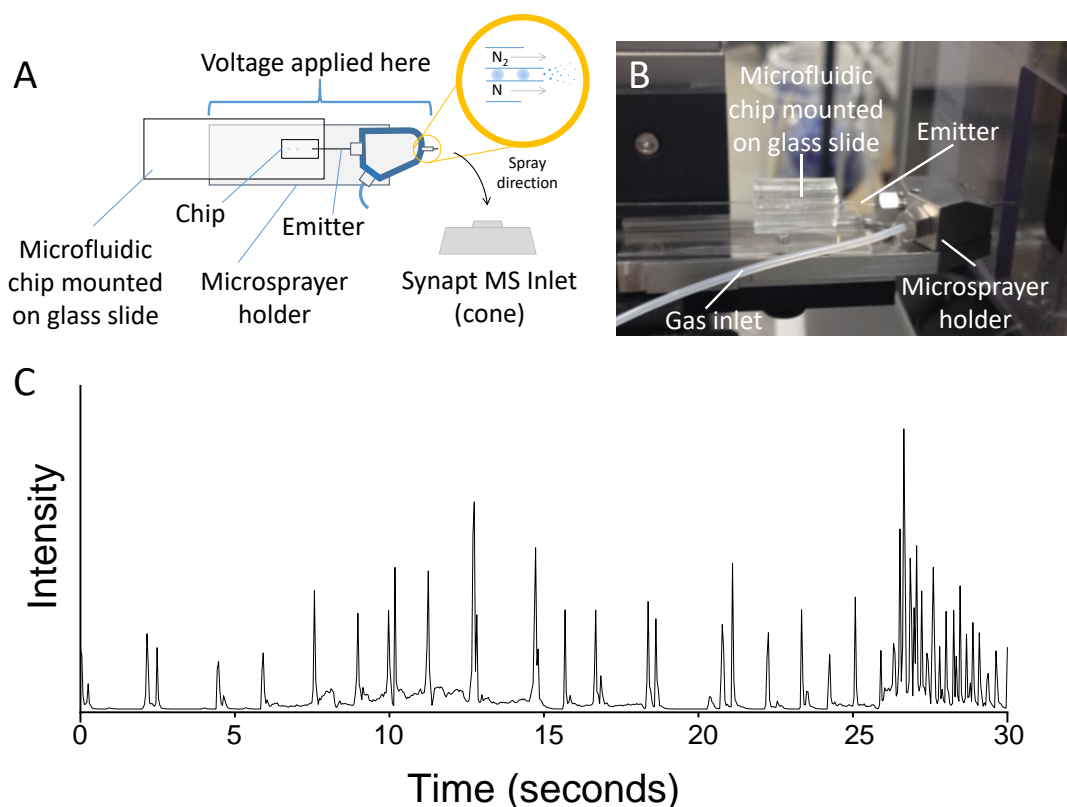 A
Voltage applied here
N2
N
Spray
direction
Chip
Emitter
Microfluidic
chip mounted
on glass slide
Microsprayer
holder
Synapt MS Inlet
(cone)
B
Microfluidic
chip mounted
on glass slide
Emitter
Gas inlet
Microsprayer
holder
C
Intensity
0 5 10 15 20 25 30
Time (seconds)